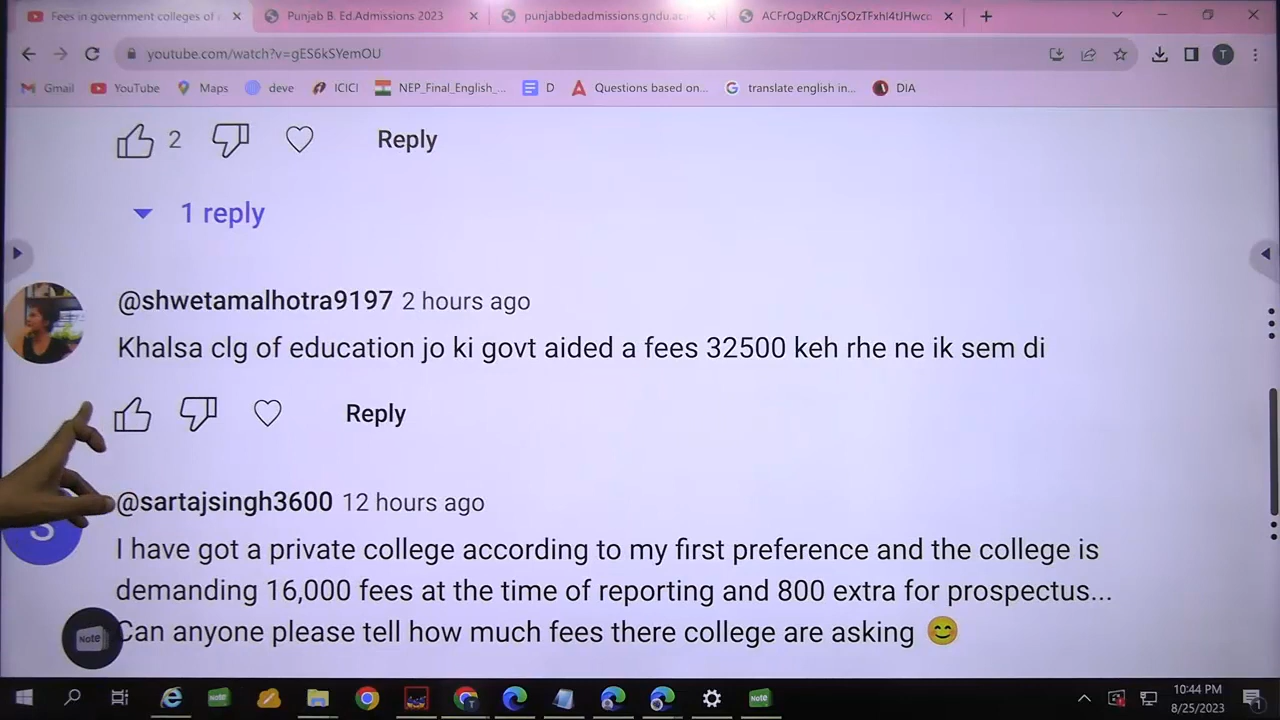 Fees in government colleges of
Punjab B. Ed.Admissions 2023
punjabbedadmissions.gndu.ac
youtube.com/watch?v=gES6kSYemOU
T
Gmail
YouTube
Maps
deve
ICICI
NEP_Final_English_...
D
Questions based on...
translate english in...
DIA
2
Reply
1 reply
@shwetamalhotra9197 2 hours ago
Khalsa clg of education jo ki govt aided a fees 32500 keh rhe ne ik sem di
Reply
@sartajsingh3600 12 hours ago
S
I have got a private college according to my first preference and the college is
demanding 16,000 fees at the time of reporting and 800 extra for prospectus...
Can anyone please tell how much fees there college are asking 😊
Note
Note
Note
10:44 PM
8/25/2023
1